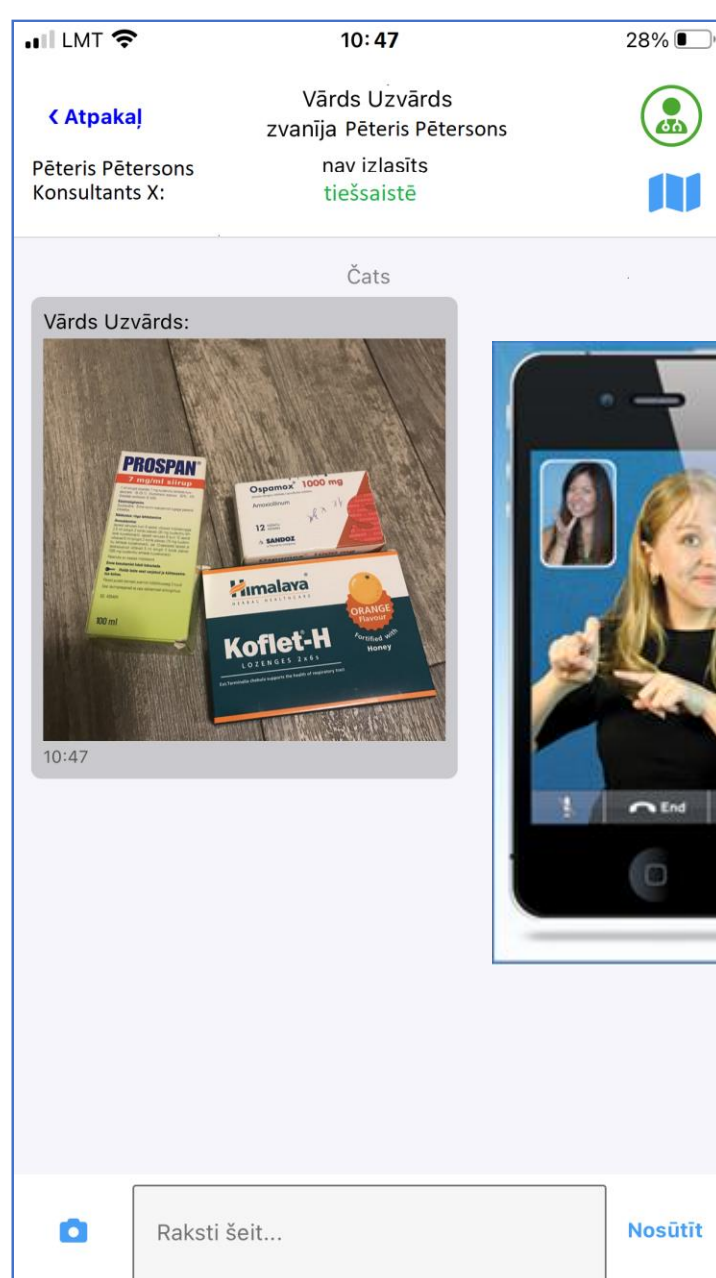 LMT
10:47
28%
Vārds Uzvārds
zvanīja Pēteris Pētersons
‹ Atpakaļ
Pēteris Pētersons
Konsultants X:
nav izlasīts
tiešsaistē
Čats
Vārds Uzvārds:
PROSPAN®
7 mg/ml siirup
100 ml
Ospamox® 1000 mg
Amoxicillinum
12
SANDOZ
Himalaya
HERBAL HEALTHCARE
ORANGE
Flavour
Fortified with
Honey
Koflet-H
LOZENGES 2x6s
10:47
End
Raksti šeit...
Nosūtīt